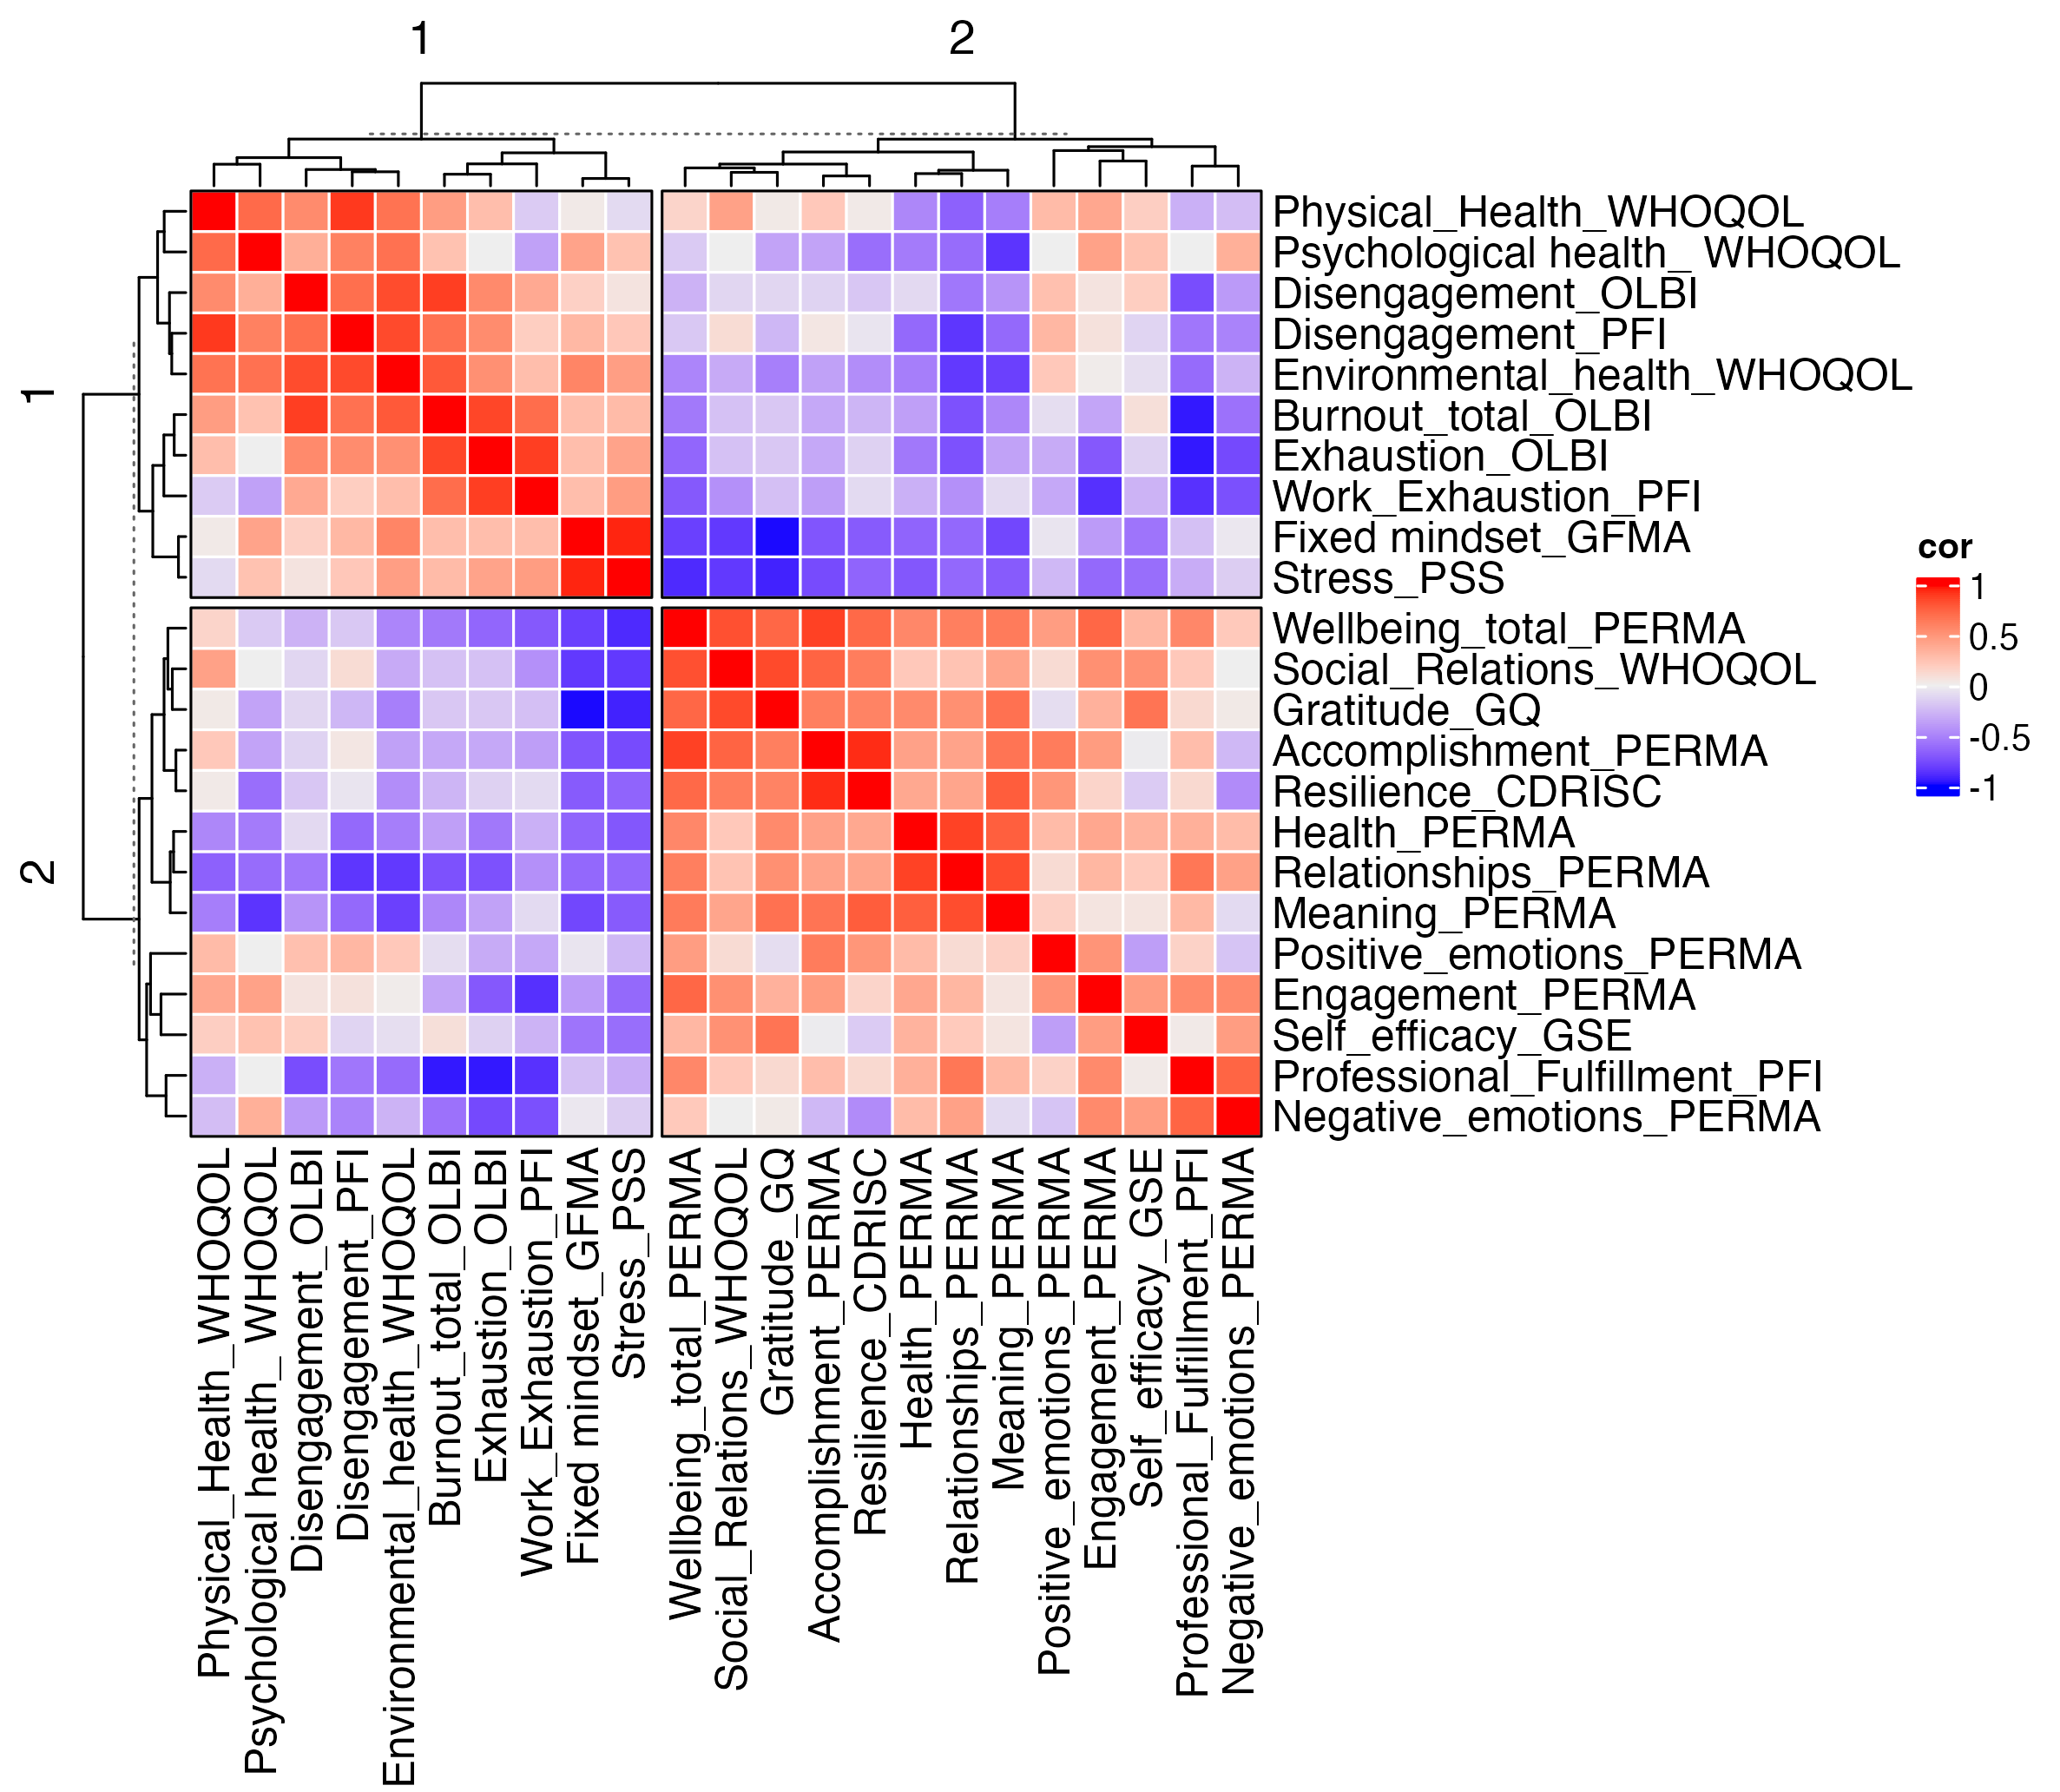 1
2
1
2
Physical_Health_WHOQOL
Psychological health_ WHOQOL
Disengagement_OLBI
Disengagement_PFI
Environmental_health_WHOQOL
Burnout_total_OLBI
Exhaustion_OLBI
Work_Exhaustion_PFI
Fixed mindset_GFMA
Stress_PSS
Wellbeing_total_PERMA
Social_Relations_WHOQOL
Gratitude_GQ
Accomplishment_PERMA
Resilience_CDRISC
Health_PERMA
Relationships_PERMA
Meaning_PERMA
Positive_emotions_PERMA
Engagement_PERMA
Self_efficacy_GSE
Professional_Fulfillment_PFI
Negative_emotions_PERMA
cor
1
0.5
0
-0.5
-1
Physical_Health_WHOQOL
Psychological health_ WHOQOL
Disengagement_OLBI
Disengagement_PFI
Environmental_health_WHOQOL
Burnout_total_OLBI
Exhaustion_OLBI
Work_Exhaustion_PFI
Fixed mindset_GFMA
Stress_PSS
Wellbeing_total_PERMA
Social_Relations_WHOQOL
Gratitude_GQ
Accomplishment_PERMA
Resilience_CDRISC
Health_PERMA
Relationships_PERMA
Meaning_PERMA
Positive_emotions_PERMA
Engagement_PERMA
Self_efficacy_GSE
Professional_Fulfillment_PFI
Negative_emotions_PERMA